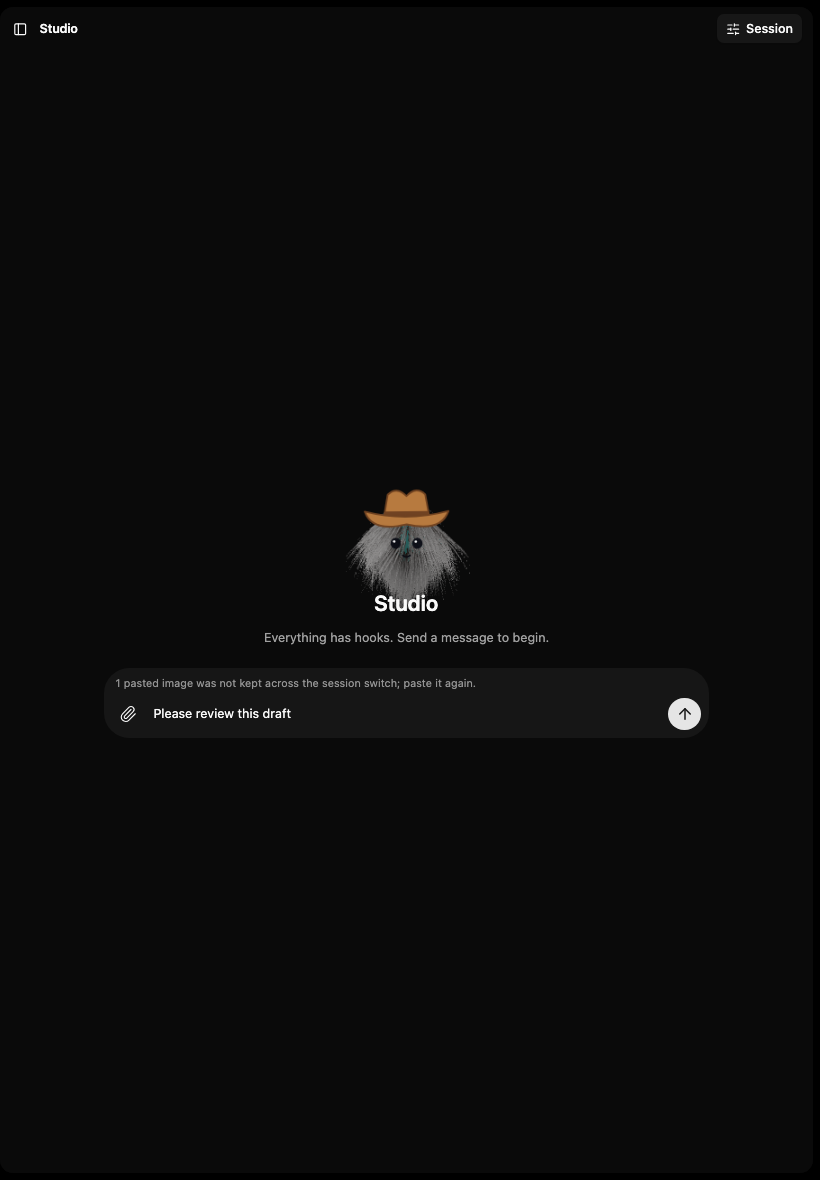 Studio
Session
Studio
Everything has hooks. Send a message to begin.
1 pasted image was not kept across the session switch; paste it again.
Please review this draft